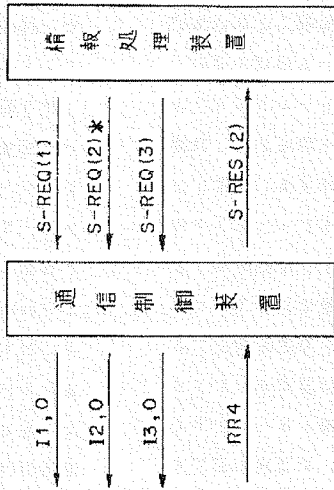 情報処理装置
S-REQ(1)
S-REQ(2)*
S-REQ(3)
S-RES(2)
通信制御装置
I1,0
I2,0
I3,0
RR4